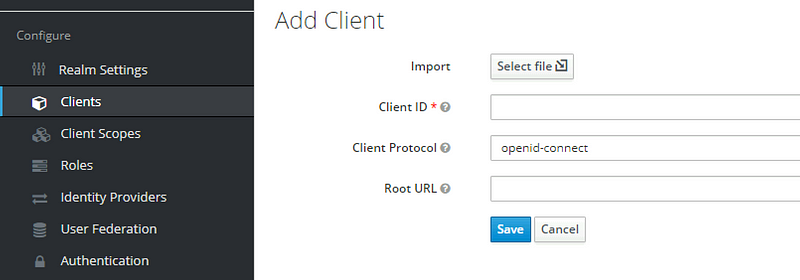 Configure
Realm Settings
Clients
Client Scopes
Roles
Identity Providers
User Federation
Authentication
Add Client
Import Select file
Client ID *
Client Protocol openid-connect
Root URL
Save Cancel